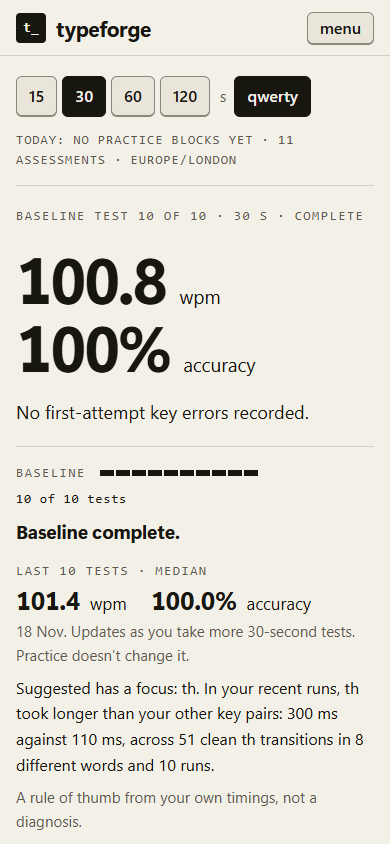 t_ typeforge menu
15 30 60 120 s qwerty
TODAY: NO PRACTICE BLOCKS YET · 11
ASSESSMENTS · EUROPE/LONDON
BASELINE TEST 10 OF 10 · 30 S · COMPLETE
100.8 wpm
100% accuracy
No first-attempt key errors recorded.
BASELINE
10 of 10 tests
Baseline complete.
LAST 10 TESTS · MEDIAN
101.4 wpm 100.0% accuracy
18 Nov. Updates as you take more 30-second tests.
Practice doesn’t change it.
Suggested has a focus: th. In your recent runs, th
took longer than your other key pairs: 300 ms
against 110 ms, across 51 clean th transitions in 8
different words and 10 runs.
A rule of thumb from your own timings, not a
diagnosis.